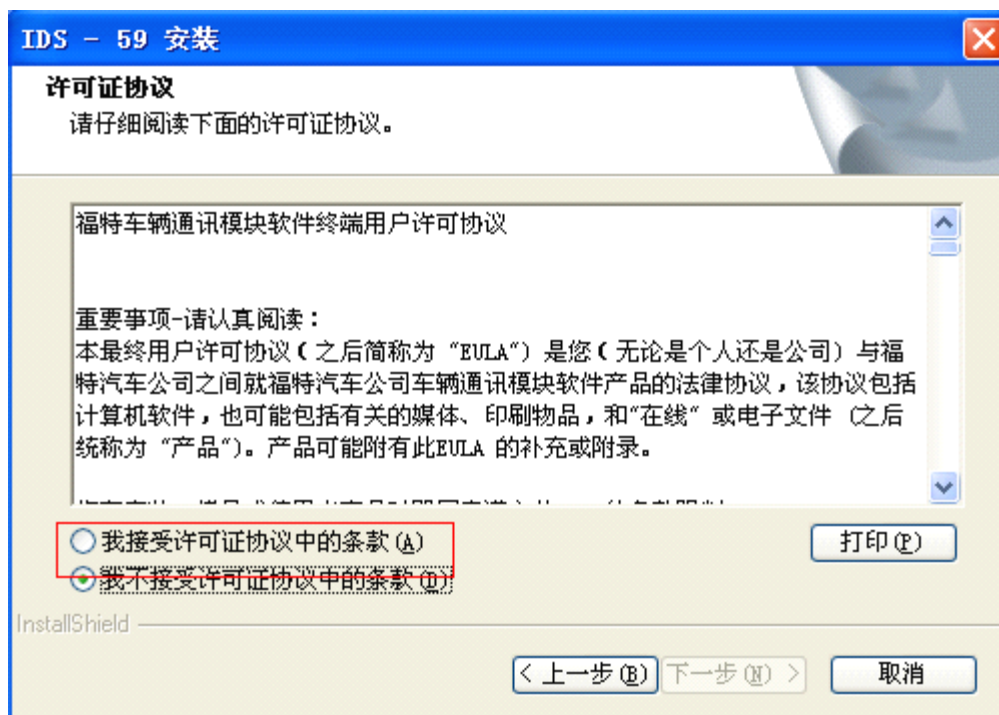 IDS - 59 安装
许可证协议
请仔细阅读下面的许可证协议。
福特车辆通讯模块软件终端用户许可协议
重要事项-请认真阅读：
本最终用户许可协议（之后简称为 “EULA”）是您（无论是个人还是公司）与福
特汽车公司之间就福特汽车公司车辆通讯模块软件产品的法律协议，该协议包括
计算机软件，也可能包括有关的媒体、印刷物品，和“在线” 或电子文件 （之后
统称为 “产品”）。产品可能附有此EULA 的补充或附录。
我接受许可证协议中的条款(A)
打印(P)
我不接受许可证协议中的条款(D)
InstallShield
< 上一步(B)
下一步(N) >
取消